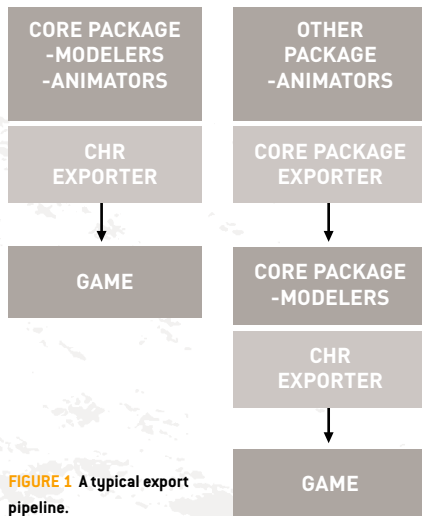 CORE PACKAGE
-MODELERS
-ANIMATORS
CHR
EXPORTER
GAME
OTHER
PACKAGE
-ANIMATORS
CORE PACKAGE
EXPORTER
CORE PACKAGE
-MODELERS
CHR
EXPORTER
GAME
FIGURE 1 A typical export
pipeline.